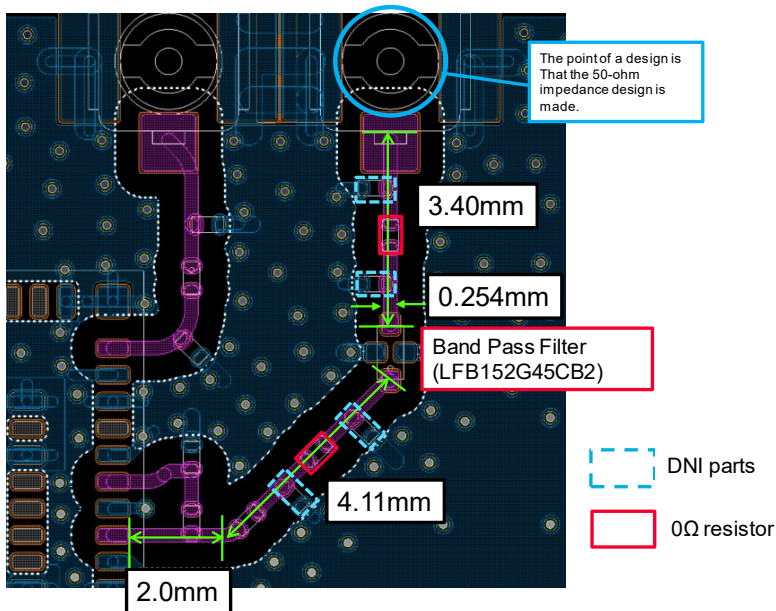 The point of a design is
That the 50-ohm
impedance design is
made.
3.40mm
0.254mm
Band Pass Filter
(LFB152G45CB2)
4.11mm
2.0mm
DNI parts
0Ω resistor